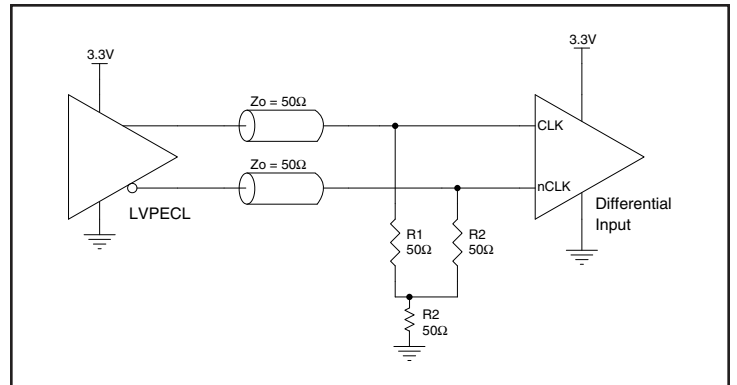 3.3V
3.3V
Zo = 50Ω
CLK
Zo = 50Ω
nCLK
LVPECL
Differential
Input
R1
50Ω
R2
50Ω
R2
50Ω